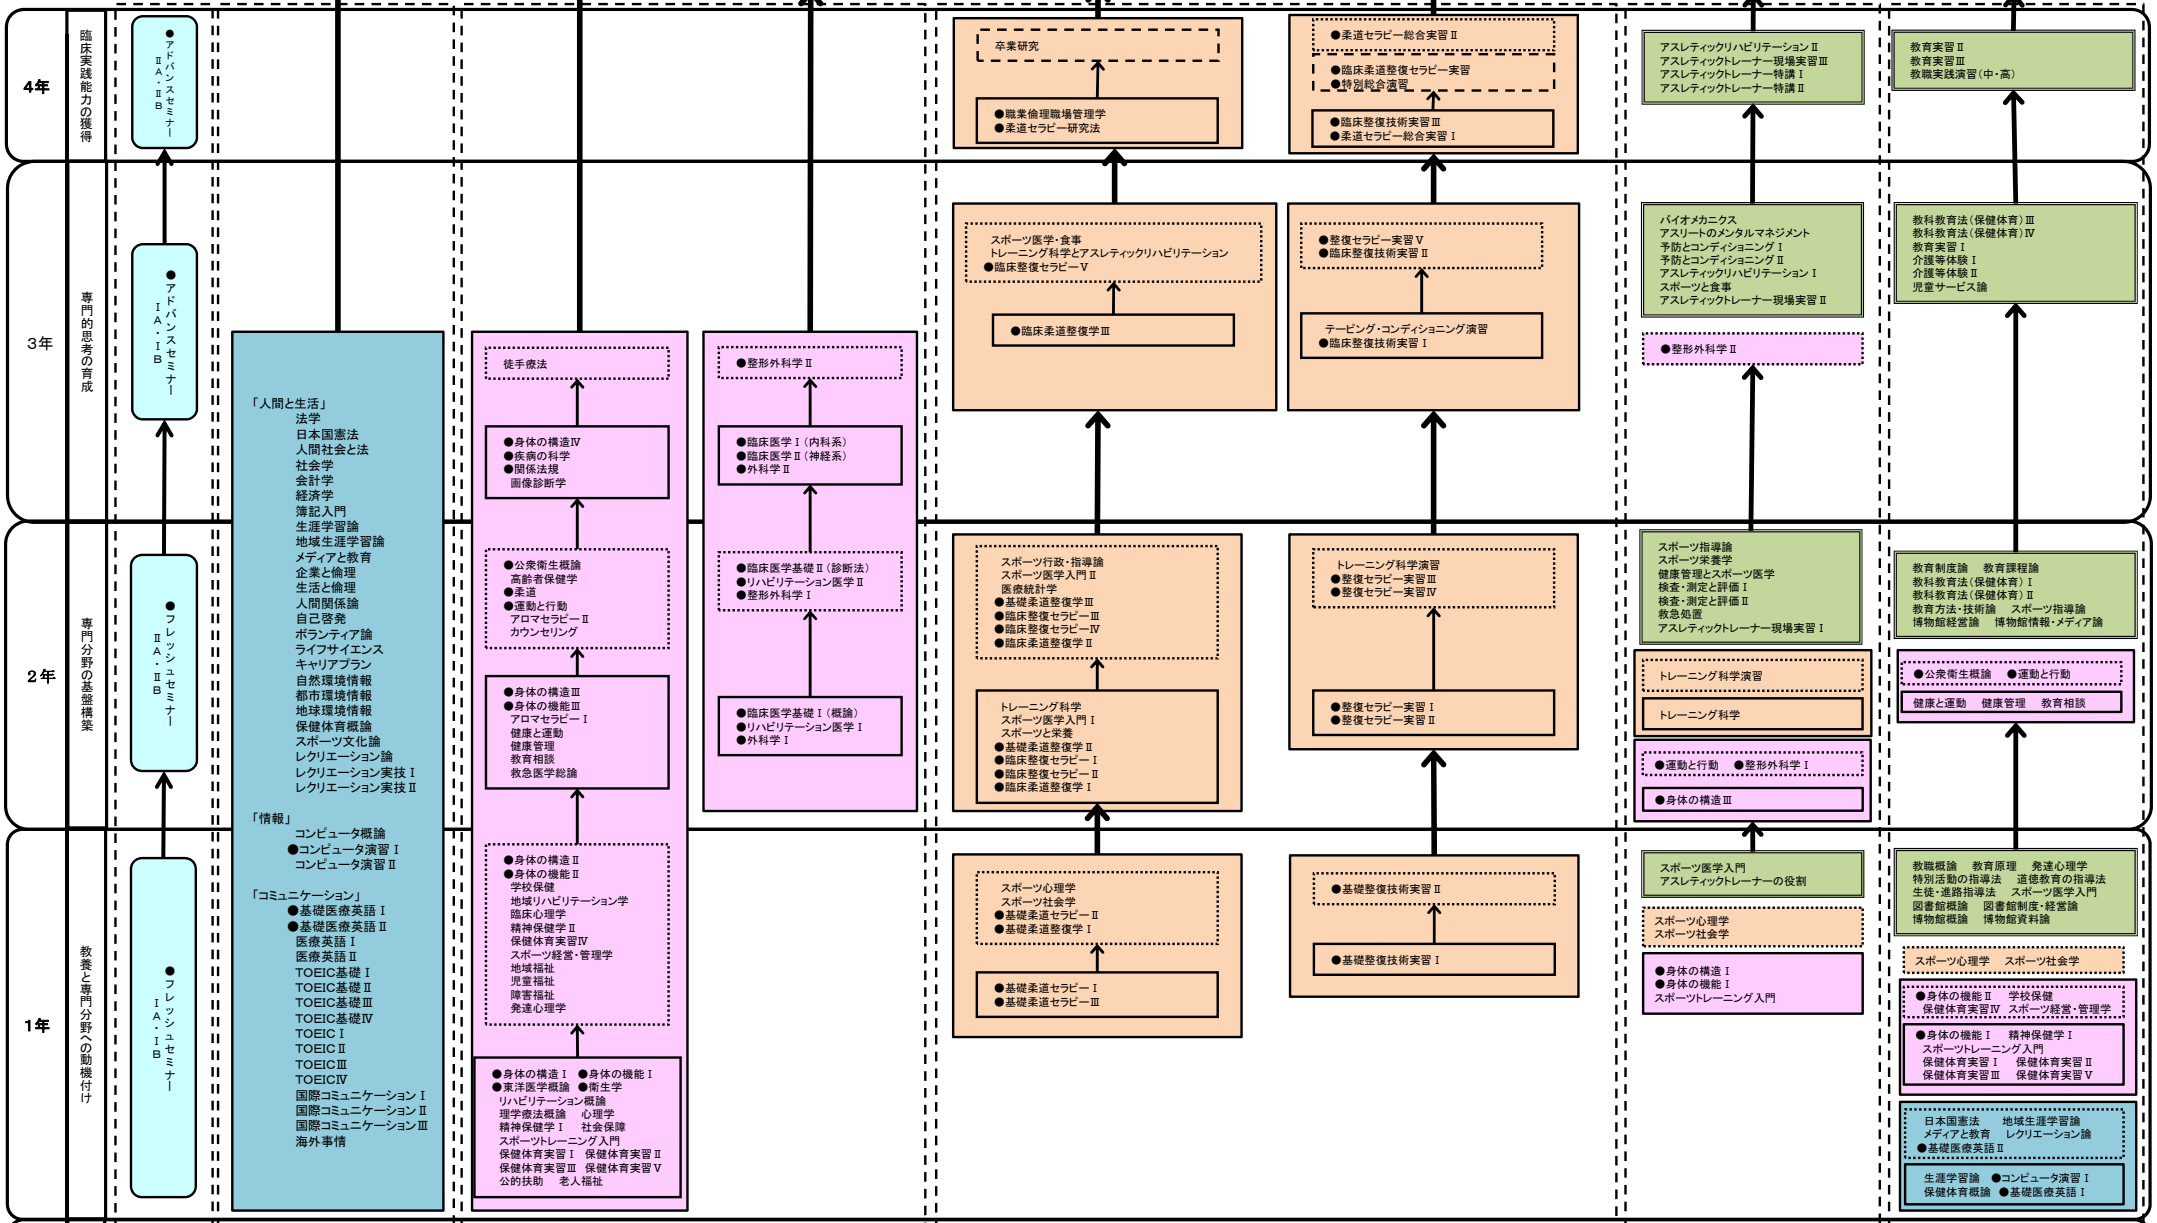 4年
臨床実践能力の獲得
●アドバンスセミナー
ⅡA・ⅡB
卒業研究
●職業倫理職場管理学
●柔道セラピー研究法
●柔道セラピー総合実習Ⅱ
●臨床柔道整復セラピー実習
●特別総合演習
●臨床整復技術実習Ⅲ
●柔道セラピー総合実習Ⅰ
アスレティックリハビリテーションⅡ
アスレティックトレーナー現場実習Ⅲ
アスレティックトレーナー特講Ⅰ
アスレティックトレーナー特講Ⅱ
教育実習Ⅱ
教育実習Ⅲ
教職実践演習(中・高)
3年
専門的思考の育成
●アドバンスセミナー
ⅠA・ⅠB
スポーツ医学・食事
トレーニング科学とアスレティックリハビリテーション
●臨床整復セラピーⅤ
●臨床柔道整復学Ⅲ
●整復セラピー実習Ⅴ
●臨床整復技術実習Ⅱ
テーピング・コンディショニング演習
●臨床整復技術実習Ⅰ
バイオメカニクス
アスリートのメンタルマネジメント
予防とコンディショニングⅠ
予防とコンディショニングⅡ
アスレティックリハビリテーションⅠ
スポーツと食事
アスレティックトレーナー現場実習Ⅱ
●整形外科学Ⅱ
教科教育法(保健体育)Ⅲ
教科教育法(保健体育)Ⅳ
教育実習Ⅰ
介護等体験Ⅰ
介護等体験Ⅱ
児童サービス論
「人間と生活」
法学
日本国憲法
人間社会と法
社会学
会計学
経済学
簿記入門
生涯学習論
地域生涯学習論
メディアと教育
企業と倫理
生活と倫理
人間関係論
自己啓発
ボランティア論
ライフサイエンス
キャリアプラン
自然環境情報
都市環境情報
地球環境情報
保健体育概論
スポーツ文化論
レクリエーション論
レクリエーション実技Ⅰ
レクリエーション実技Ⅱ
「情報」
コンピュータ概論
●コンピュータ演習Ⅰ
コンピュータ演習Ⅱ
「コミュニケーション」
●基礎医療英語Ⅰ
●基礎医療英語Ⅱ
医療英語Ⅰ
医療英語Ⅱ
TOEIC基礎Ⅰ
TOEIC基礎Ⅱ
TOEIC基礎Ⅲ
TOEIC基礎Ⅳ
TOEICⅠ
TOEICⅡ
TOEICⅢ
TOEICⅣ
国際コミュニケーションⅠ
国際コミュニケーションⅡ
国際コミュニケーションⅢ
海外事情
徒手療法
●身体の構造Ⅳ
●疾病の科学
●関係法規
画像診断学
●整形外科学Ⅱ
●臨床医学Ⅰ(内科系)
●臨床医学Ⅱ(神経系)
●外科学Ⅱ
2年
専門分野の基盤構築
●フレッシュセミナー
ⅡA・ⅡB
●公衆衛生概論
高齢者保健学
●柔道
●運動と行動
アロマセラピーⅡ
カウンセリング
●身体の構造Ⅲ
●身体の機能Ⅲ
アロマセラピーⅠ
健康と運動
健康管理
教育相談
救急医学総論
●臨床医学基礎Ⅱ(診断法)
●リハビリテーション医学Ⅱ
●整形外科学Ⅰ
●臨床医学基礎Ⅰ(概論)
●リハビリテーション医学Ⅰ
●外科学Ⅰ
スポーツ行政・指導論
スポーツ医学入門Ⅱ
医療統計学
●基礎柔道整復学Ⅲ
●臨床整復セラピーⅢ
●臨床整復セラピーⅣ
●臨床柔道整復学Ⅱ
トレーニング科学
スポーツ医学入門Ⅰ
スポーツと栄養
●基礎柔道整復学Ⅱ
●臨床整復セラピーⅠ
●臨床整復セラピーⅡ
●臨床柔道整復学Ⅰ
トレーニング科学演習
●整復セラピー実習Ⅲ
●整復セラピー実習Ⅳ
●整復セラピー実習Ⅰ
●整復セラピー実習Ⅱ
スポーツ指導論
スポーツ栄養学
健康管理とスポーツ医学
検査・測定と評価Ⅰ
検査・測定と評価Ⅱ
救急処置
アスレティックトレーナー現場実習Ⅰ
トレーニング科学演習
トレーニング科学
●運動と行動 ●整形外科学Ⅰ
●身体の構造Ⅲ
教育制度論 教育課程論
教科教育法(保健体育)Ⅰ
教科教育法(保健体育)Ⅱ
教育方法・技術論 スポーツ指導論
博物館経営論 博物館情報・メディア論
●公衆衛生概論 ●運動と行動
健康と運動 健康管理 教育相談
1年
教養と専門分野への動機付け
●フレッシュセミナー
ⅠA・ⅠB
●身体の構造Ⅱ
●身体の機能Ⅱ
学校保健
地域リハビリテーション学
臨床心理学
精神保健学Ⅱ
保健体育実習Ⅳ
スポーツ経営・管理学
地域福祉
児童福祉
障害福祉
発達心理学
●身体の構造Ⅰ ●身体の機能Ⅰ
●東洋医学概論 ●衛生学
リハビリテーション概論
理学療法概論 心理学
精神保健学Ⅰ 社会保障
スポーツトレーニング入門
保健体育実習Ⅰ 保健体育実習Ⅱ
保健体育実習Ⅲ 保健体育実習Ⅴ
公的扶助 老人福祉
スポーツ心理学
スポーツ社会学
●基礎柔道セラピーⅡ
●基礎柔道整復学Ⅰ
●基礎柔道セラピーⅠ
●基礎柔道セラピーⅢ
●基礎整復技術実習Ⅱ
●基礎整復技術実習Ⅰ
スポーツ医学入門
アスレティックトレーナーの役割
スポーツ心理学
スポーツ社会学
●身体の構造Ⅰ
●身体の機能Ⅰ
スポーツトレーニング入門
教職概論 教育原理 発達心理学
特別活動の指導法 道徳教育の指導法
生徒・進路指導法 スポーツ医学入門
図書館概論 図書館制度・経営論
博物館概論 博物館資料論
スポーツ心理学 スポーツ社会学
●身体の機能Ⅱ 学校保健
保健体育実習Ⅳ スポーツ経営・管理学
●身体の機能Ⅰ 精神保健学Ⅰ
スポーツトレーニング入門
保健体育実習Ⅰ 保健体育実習Ⅱ
保健体育実習Ⅲ 保健体育実習Ⅴ
日本国憲法 地域生涯学習論
メディアと教育 レクリエーション論
●基礎医療英語Ⅱ
生涯学習論 ●コンピュータ演習Ⅰ
保健体育概論 ●基礎医療英語Ⅰ